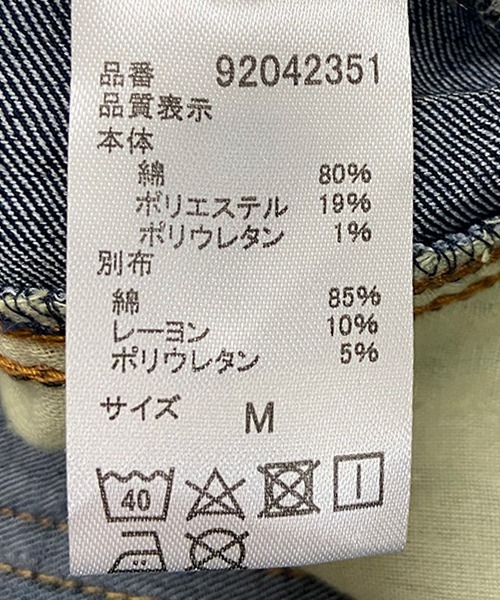 品番 92042351
品質表示
本体
綿 80%
ポリエステル 19%
ポリウレタン 1%
別布
綿 85%
レーヨン 10%
ポリウレタン 5%
サイズ M
40